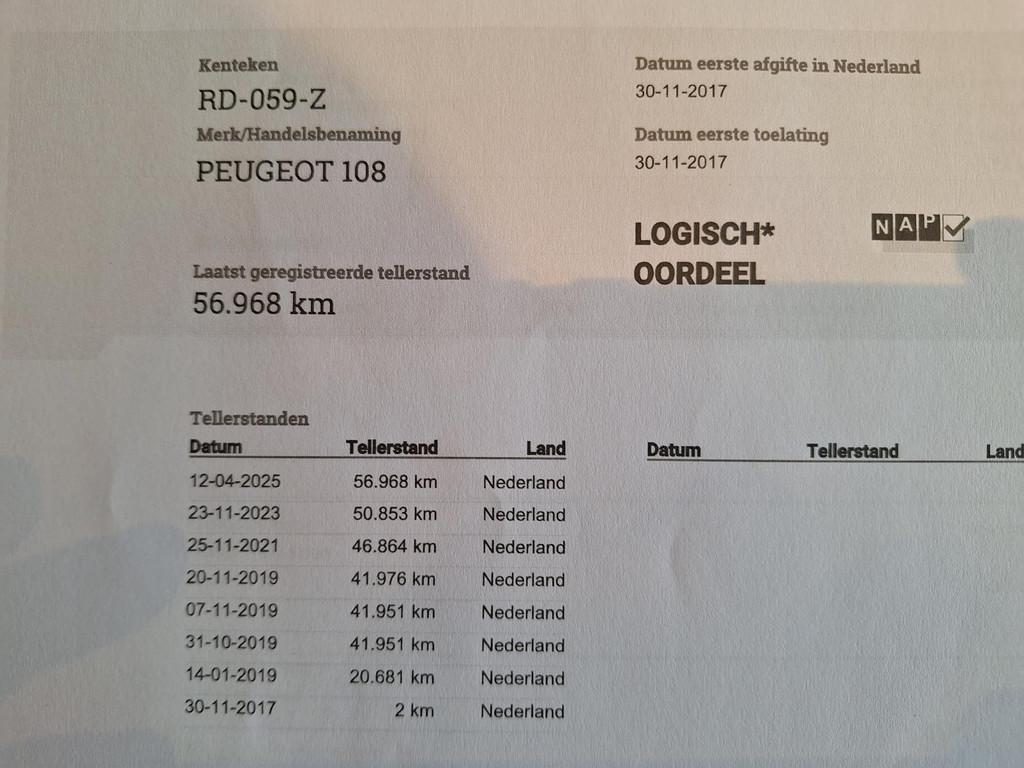 Kenteken
RD-059-Z
Merk/Handelsbenaming
PEUGEOT 108
Laatst geregistreerde tellerstand
56.968 km
Datum eerste afgifte in Nederland
30-11-2017
Datum eerste toelating
30-11-2017
LOGISCH*
OORDEEL
NAP
Tellerstanden
Datum Tellerstand Land
12-04-2025 56.968 km Nederland
23-11-2023 50.853 km Nederland
25-11-2021 46.864 km Nederland
20-11-2019 41.976 km Nederland
07-11-2019 41.951 km Nederland
31-10-2019 41.951 km Nederland
14-01-2019 20.681 km Nederland
30-11-2017 2 km Nederland
Datum Tellerstand Land